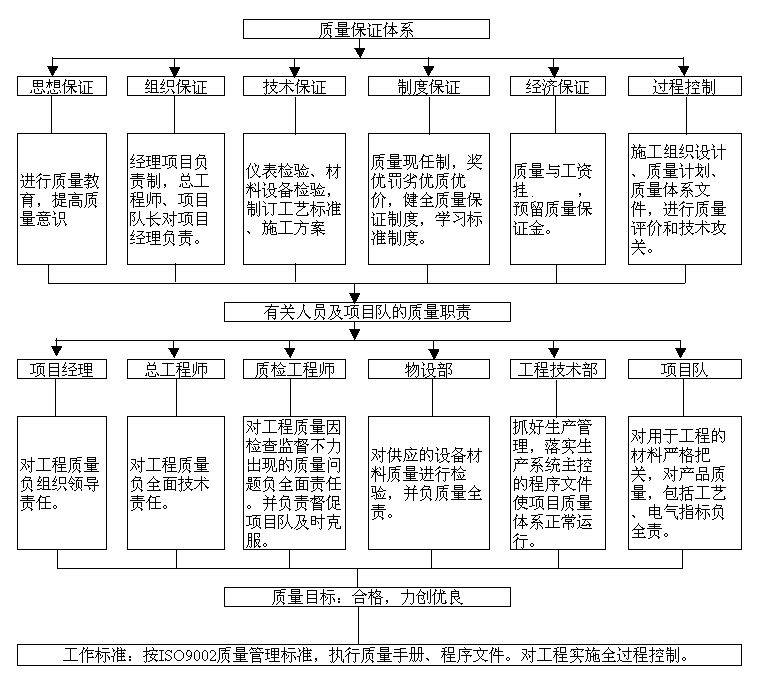 质量保证体系
思想保证
组织保证
技术保证
制度保证
经济保证
过程控制
进行质量教
育，提高质
量意识
经理项目负
责制，总工
程师、项目
队长对项目
经理负责。
仪表检验、材
料设备检验，
制订工艺标准
、施工方案
质量现任制，奖
优罚劣优质优
价，健全质量保
证制度，学习标
准制度。
质量与工资
挂　　，
预留质量保
证金。
施工组织设计
、质量计划、
质量体系文
件，进行质量
评价和技术攻
关。
有关人员及项目队的质量职责
项目经理
总工程师
质检工程师
物设部
工程技术部
项目队
对工程质量
负组织领导
责任。
对工程质量
负全面技术
责任。
对工程质量因
检查监督不力
出现的质量问
题负全面责任
。并负责督促
项目队及时克
服。
对供应的设备材
料质量进行检
验，并负质量全
责。
抓好生产管
理，落实生
产系统主控
的程序文件
使项目质量
体系正常运
行。
对用于工程的
材料严格把
关，对产品质
量，包括工艺
、电气指标负
全责。
质量目标：合格，力创优良
工作标准：按ISO9002质量管理标准，执行质量手册、程序文件。对工程实施全过程控制。